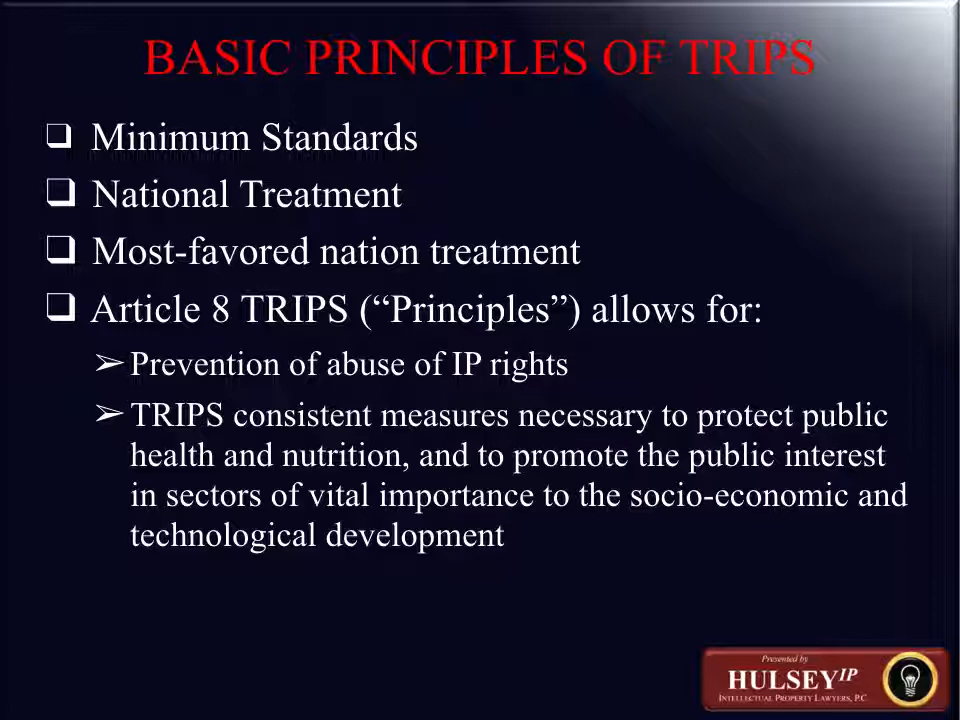 BASIC PRINCIPLES OF TRIPS
❑ Minimum Standards
❑ National Treatment
❑ Most-favored nation treatment
❑ Article 8 TRIPS (“Principles”) allows for:
➢ Prevention of abuse of IP rights
➢ TRIPS consistent measures necessary to protect public
health and nutrition, and to promote the public interest
in sectors of vital importance to the socio-economic and
technological development
Presented by
HULSEY IP
INTELLECTUAL PROPERTY LAWYERS, P.C.